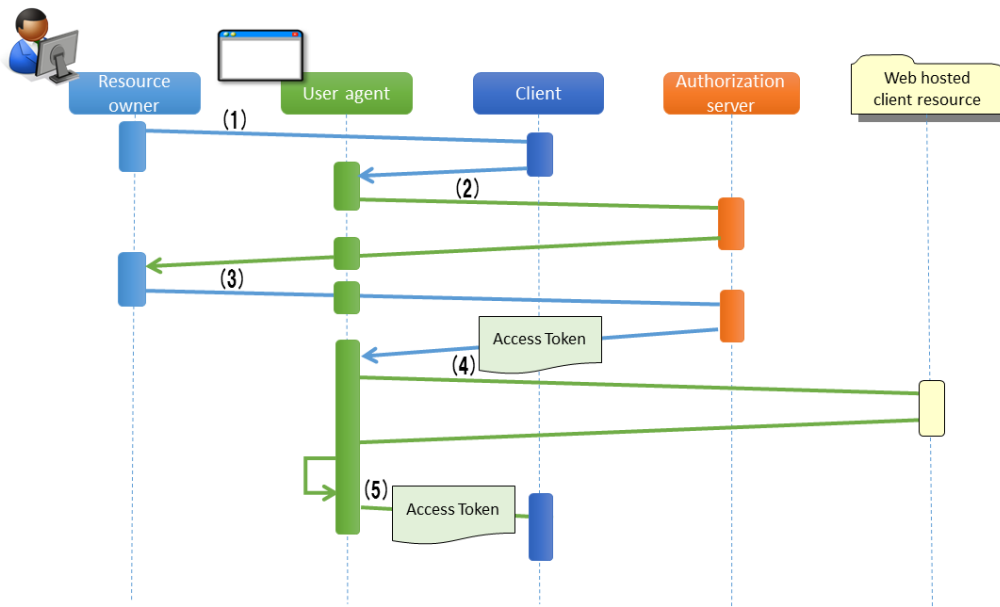 Resource
owner
User agent
Client
Authorization
server
Web hosted
client resource
(1)
(2)
(3)
Access Token
(4)
(5)
Access Token